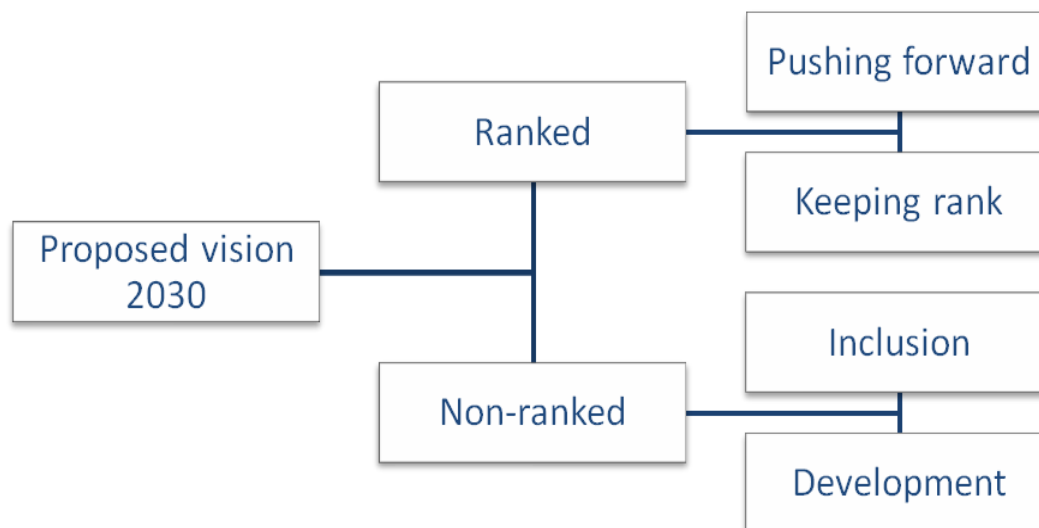 Pushing forward
Ranked
Keeping rank
Proposed vision
2030
Inclusion
Non-ranked
Development